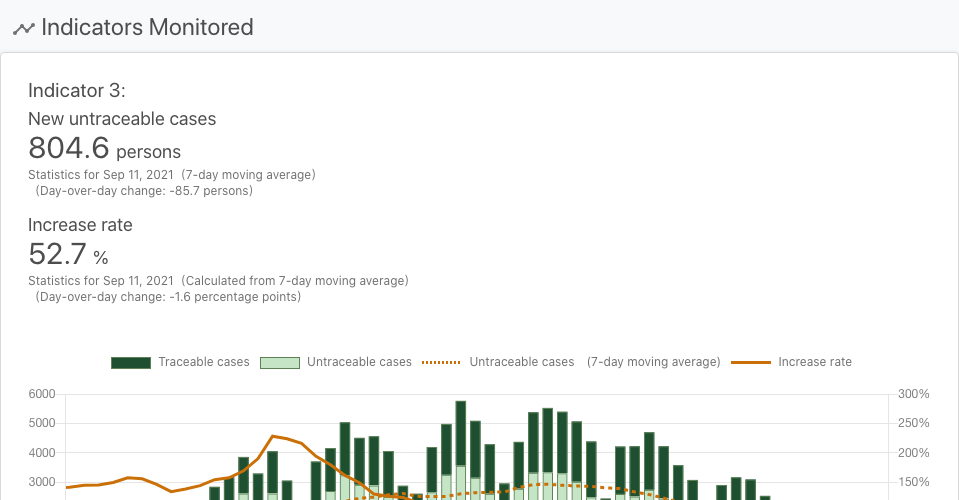 Indicators Monitored
Indicator 3:
New untraceable cases
804.6 persons
Statistics for Sep 11, 2021 (7-day moving average)
(Day-over-day change: -85.7 persons)
Increase rate
52.7 %
Statistics for Sep 11, 2021 (Calculated from 7-day moving average)
(Day-over-day change: -1.6 percentage points)
Traceable cases Untraceable cases Untraceable cases (7-day moving average) Increase rate
6000 300%
5000 250%
4000 200%
3000 150%